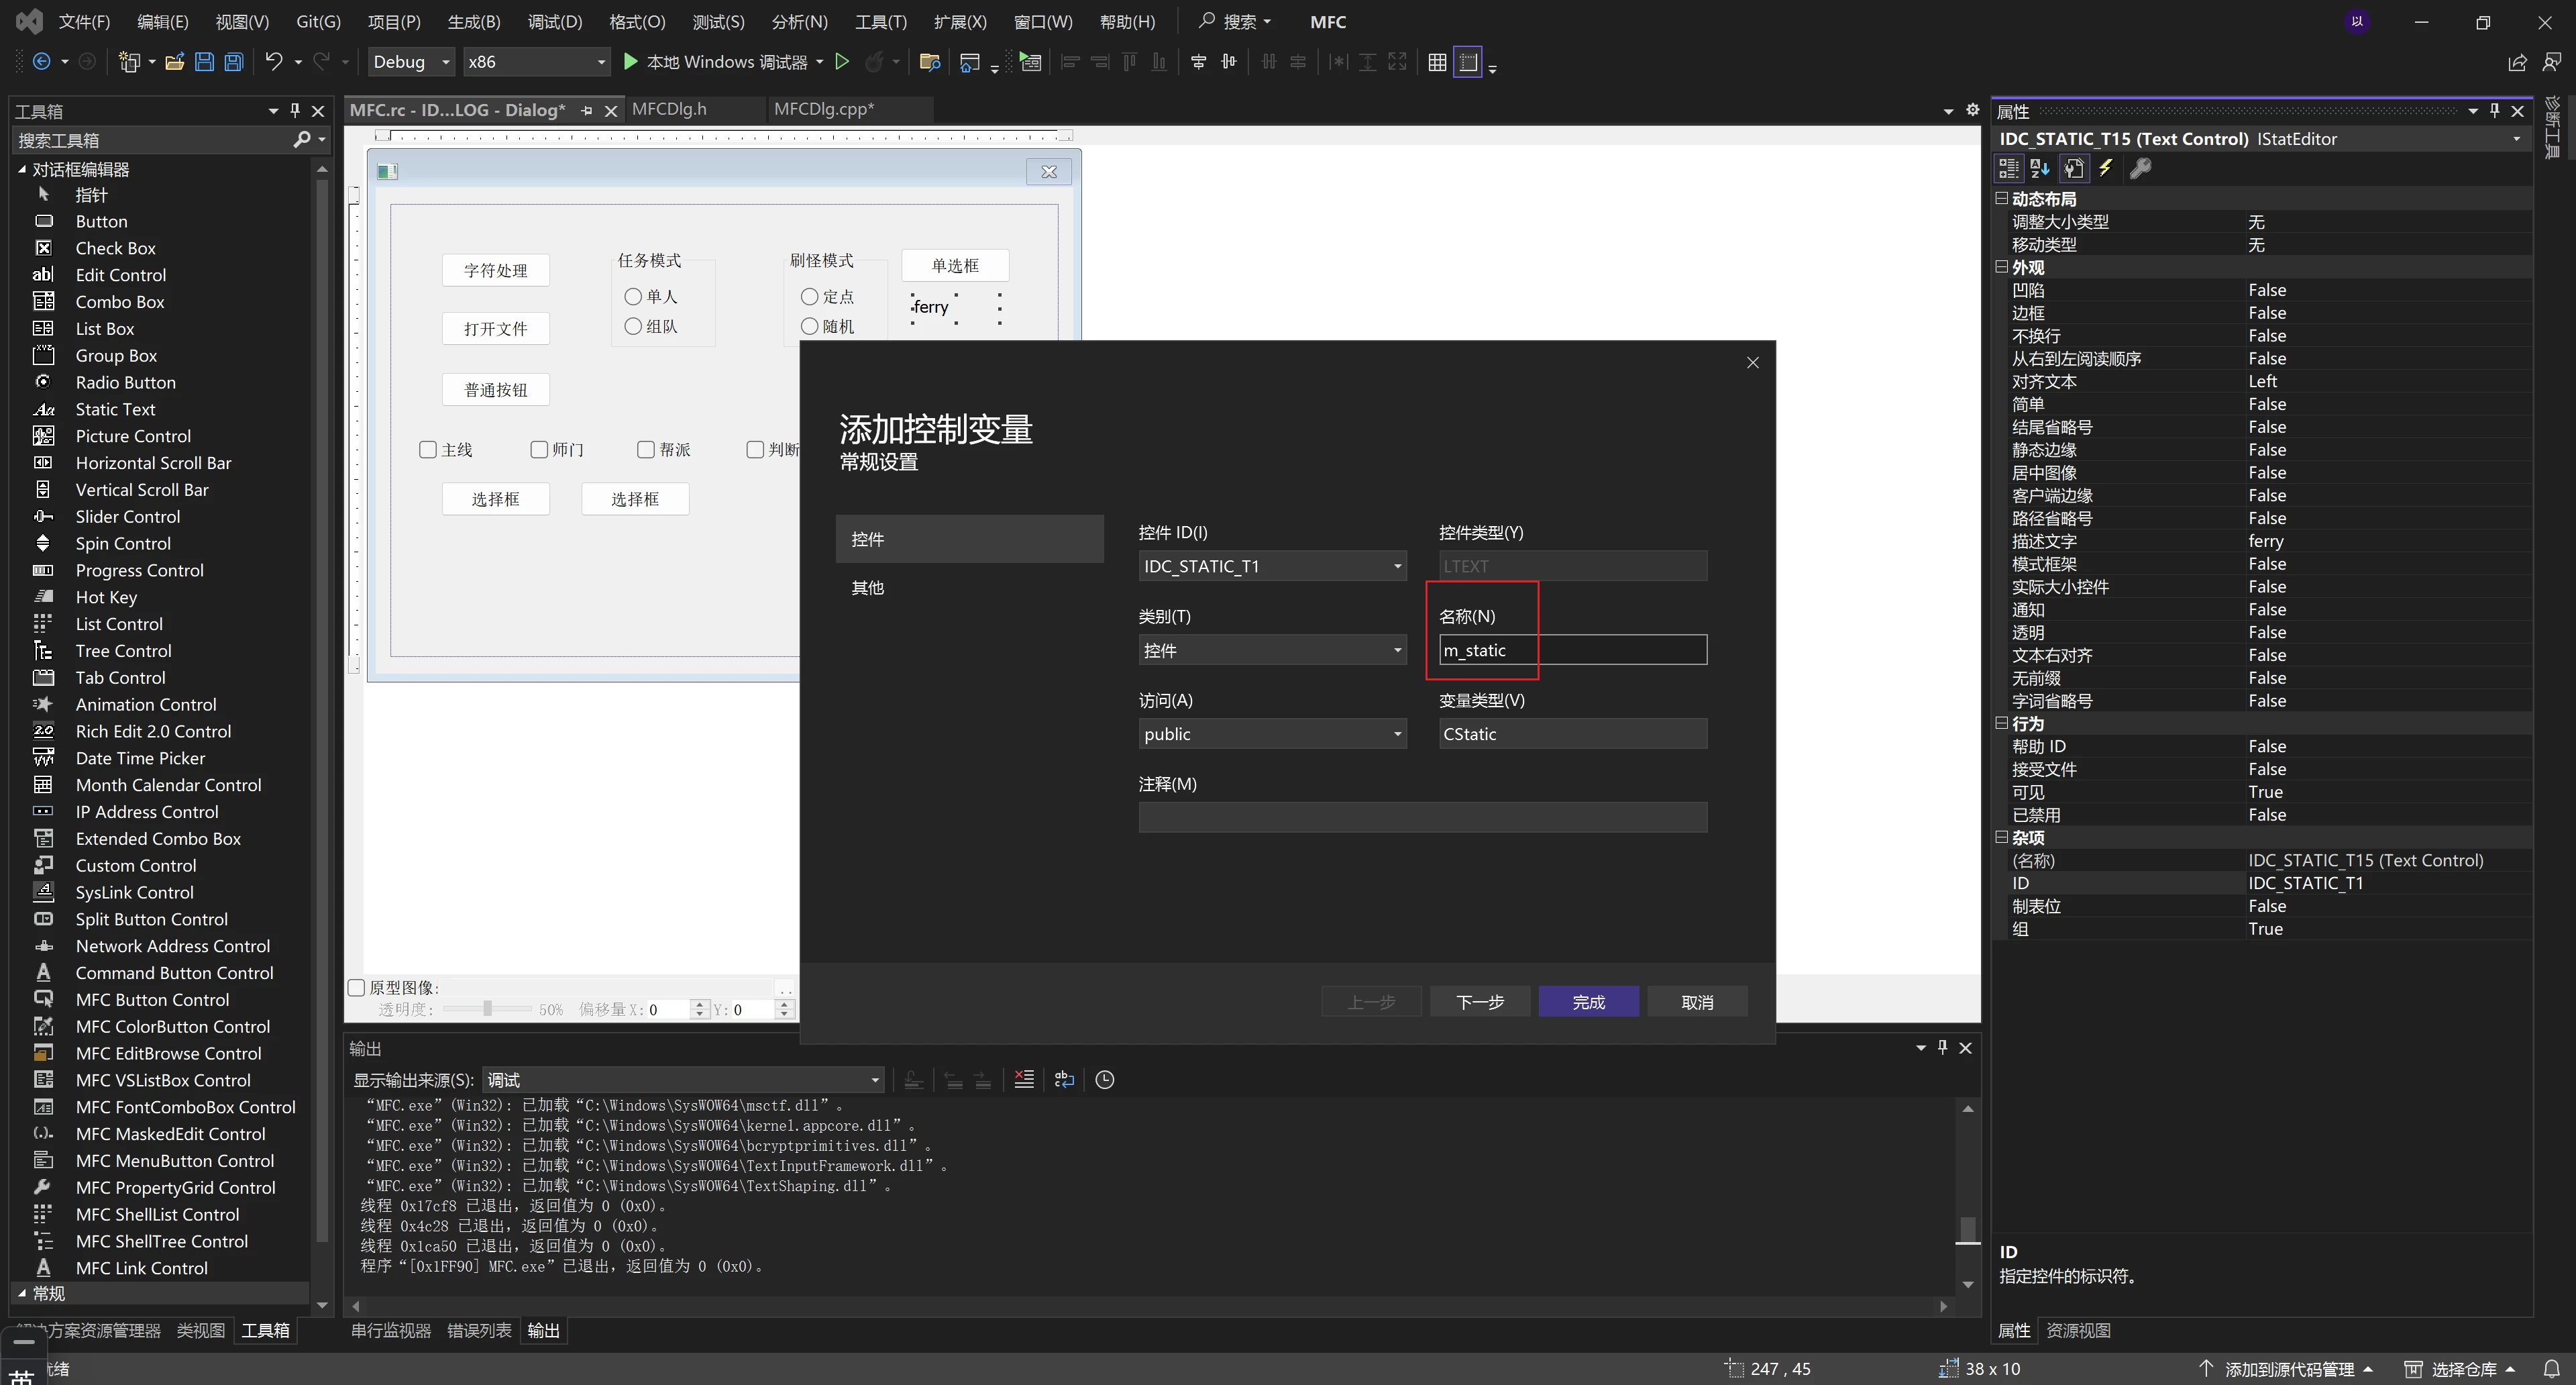 文件(F) 编辑(E) 视图(V) Git(G) 项目(P) 生成(B) 调试(D) 格式(O) 测试(S) 分析(N) 工具(T) 扩展(X) 窗口(W) 帮助(H) 搜索 MFC 以
Debug x86 本地 Windows 调试器
工具箱
搜索工具箱
对话框编辑器
指针
Button
Check Box
Edit Control
Combo Box
List Box
Group Box
Radio Button
Static Text
Picture Control
Horizontal Scroll Bar
Vertical Scroll Bar
Slider Control
Spin Control
Progress Control
Hot Key
List Control
Tree Control
Tab Control
Animation Control
Rich Edit 2.0 Control
Date Time Picker
Month Calendar Control
IP Address Control
Extended Combo Box
Custom Control
SysLink Control
Split Button Control
Network Address Control
Command Button Control
MFC Button Control
MFC ColorButton Control
MFC EditBrowse Control
MFC VSListBox Control
MFC FontComboBox Control
MFC MaskedEdit Control
MFC MenuButton Control
MFC PropertyGrid Control
MFC ShellList Control
MFC ShellTree Control
MFC Link Control
常规
方案资源管理器 类视图 工具箱
MFC.rc - ID...LOG - Dialog* MFCDlg.h MFCDlg.cpp*
字符处理 任务模式 刷怪模式 单选框
单人 定点 ferry
打开文件 组队 随机
普通按钮
主线 师门 帮派 判断
选择框 选择框
添加控制变量
常规设置
控件
其他
控件 ID(I) 控件类型(Y)
IDC_STATIC_T1 LTEXT
类别(T) 名称(N)
控件 m_static
访问(A) 变量类型(V)
public CStatic
注释(M)
上一步 下一步 完成 取消
原型图像:
透明度: 50% 偏移量 X: 0 Y: 0
输出
显示输出来源(S): 调试
“MFC.exe” (Win32): 已加载 “C:\Windows\SysWOW64\msctf.dll”。
“MFC.exe” (Win32): 已加载 “C:\Windows\SysWOW64\kernel.appcore.dll”。
“MFC.exe” (Win32): 已加载 “C:\Windows\SysWOW64\bcryptprimitives.dll”。
“MFC.exe” (Win32): 已加载 “C:\Windows\SysWOW64\TextInputFramework.dll”。
“MFC.exe” (Win32): 已加载 “C:\Windows\SysWOW64\TextShaping.dll”。
线程 0x17cf8 已退出，返回值为 0 (0x0)。
线程 0x4c28 已退出，返回值为 0 (0x0)。
线程 0x1ca50 已退出，返回值为 0 (0x0)。
程序 “[0x1FF90] MFC.exe” 已退出，返回值为 0 (0x0)。
串行监视器 错误列表 输出
属性
IDC_STATIC_T15 (Text Control) IStatEditor
动态布局
调整大小类型 无
移动类型 无
外观
凹陷 False
边框 False
不换行 False
从右到左阅读顺序 False
对齐文本 Left
简单 False
结尾省略号 False
静态边缘 False
居中图像 False
客户端边缘 False
路径省略号 False
描述文字 ferry
模式框架 False
实际大小控件 False
通知 False
透明 False
文本右对齐 False
无前缀 False
字词省略号 False
行为
帮助 ID False
接受文件 False
可见 True
已禁用 False
杂项
(名称) IDC_STATIC_T15 (Text Control)
ID IDC_STATIC_T1
制表位 False
组 True
ID
指定控件的标识符。
属性 资源视图
诊断工具
绪 247 , 45 38 x 10 添加到源代码管理 选择仓库
英